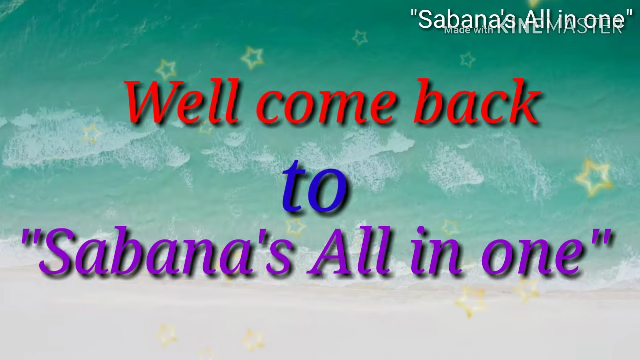 "Sabana's All in one"
Made with KINEMASTER
Well come back
to
"Sabana's All in one"